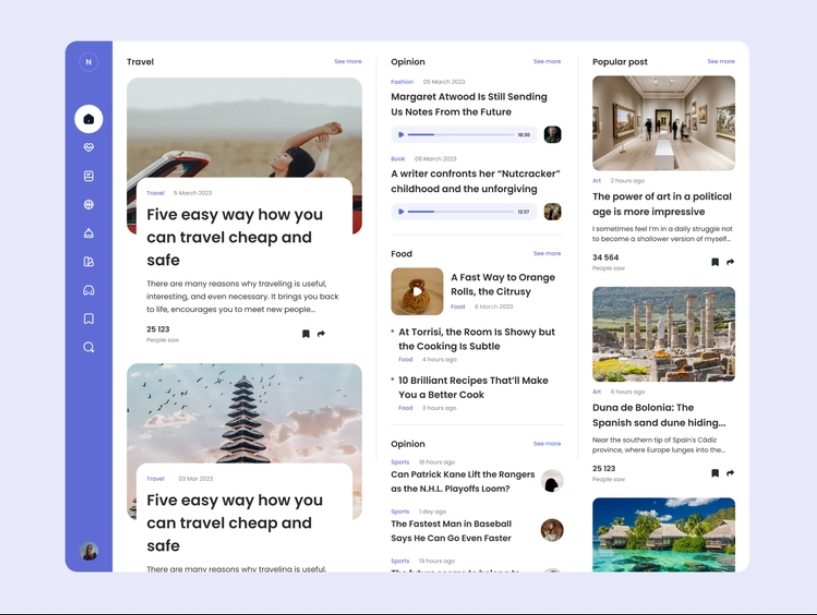 N
Travel
See more
Travel 5 March 2023
Five easy way how you
can travel cheap and
safe
There are many reasons why traveling is useful,
interesting, and even necessary. It brings you back
to life, encourages you to meet new people...
25 123
People saw
Travel 03 Mar 2023
Five easy way how you
can travel cheap and
safe
There are many reasons why traveling is useful,
Opinion
See more
Fashion 05 March 2023
Margaret Atwood Is Still Sending
Us Notes From the Future
Book 06 March 2023
A writer confronts her “Nutcracker”
childhood and the unforgiving
12:37
Food
See more
A Fast Way to Orange
Rolls, the Citrusy
Food 6 March 2023
At Torrisi, the Room Is Showy but
the Cooking Is Subtle
Food 4 hours ago
10 Brilliant Recipes That’ll Make
You a Better Cook
Food 3 hours ago
Opinion
See more
Sports 16 hours ago
Can Patrick Kane Lift the Rangers
as the N.H.L. Playoffs Loom?
Sports 1 day ago
The Fastest Man in Baseball
Says He Can Go Even Faster
Sports 19 hours ago
Popular post
See more
Art 2 hours ago
The power of art in a political
age is more impressive
I sometimes feel I’m in a daily struggle not
to become a shallower version of myself...
34 564
People saw
Art 6 hours ago
Duna de Bolonia: The
Spanish sand dune hiding...
Near the southern tip of Spain's Cádiz
province, where Europe lunges into the...
25 123
People saw